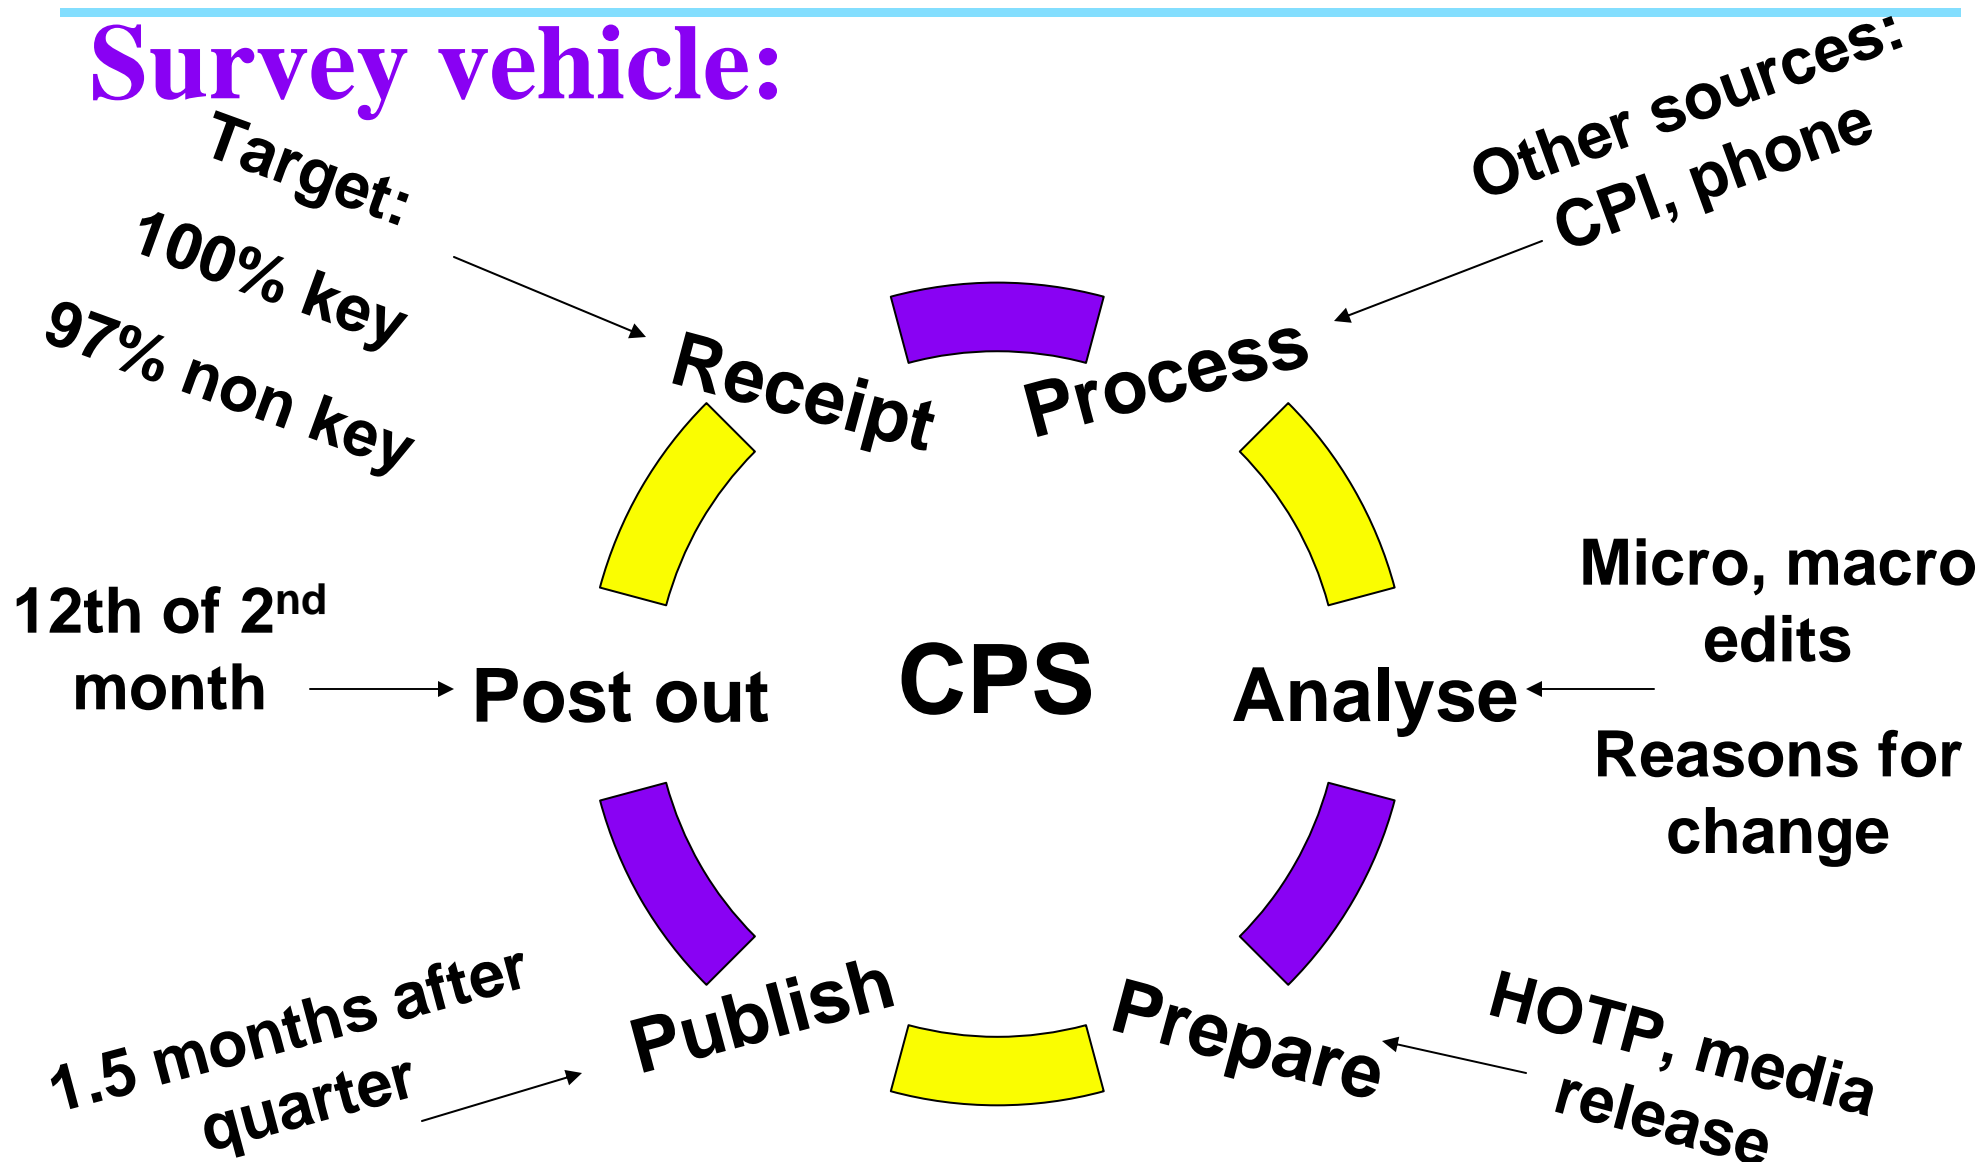 Survey vehicle:
Target:
100% key
97% non key
Other sources:
CPI, phone
Receipt
Process
12th of 2nd
month
Post out
CPS
Analyse
Micro, macro
edits
Reasons for
change
1.5 months after
quarter
Publish
Prepare
HOTP, media
release